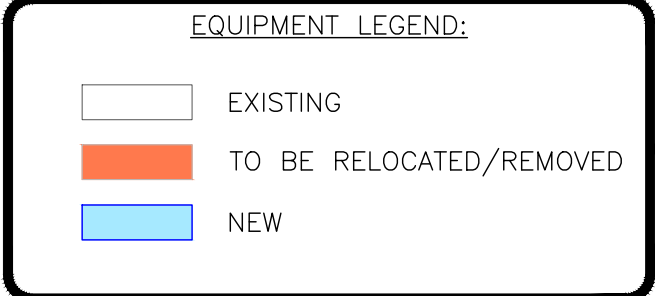 EQUIPMENT LEGEND:
EXISTING
TO BE RELOCATED/REMOVED
NEW